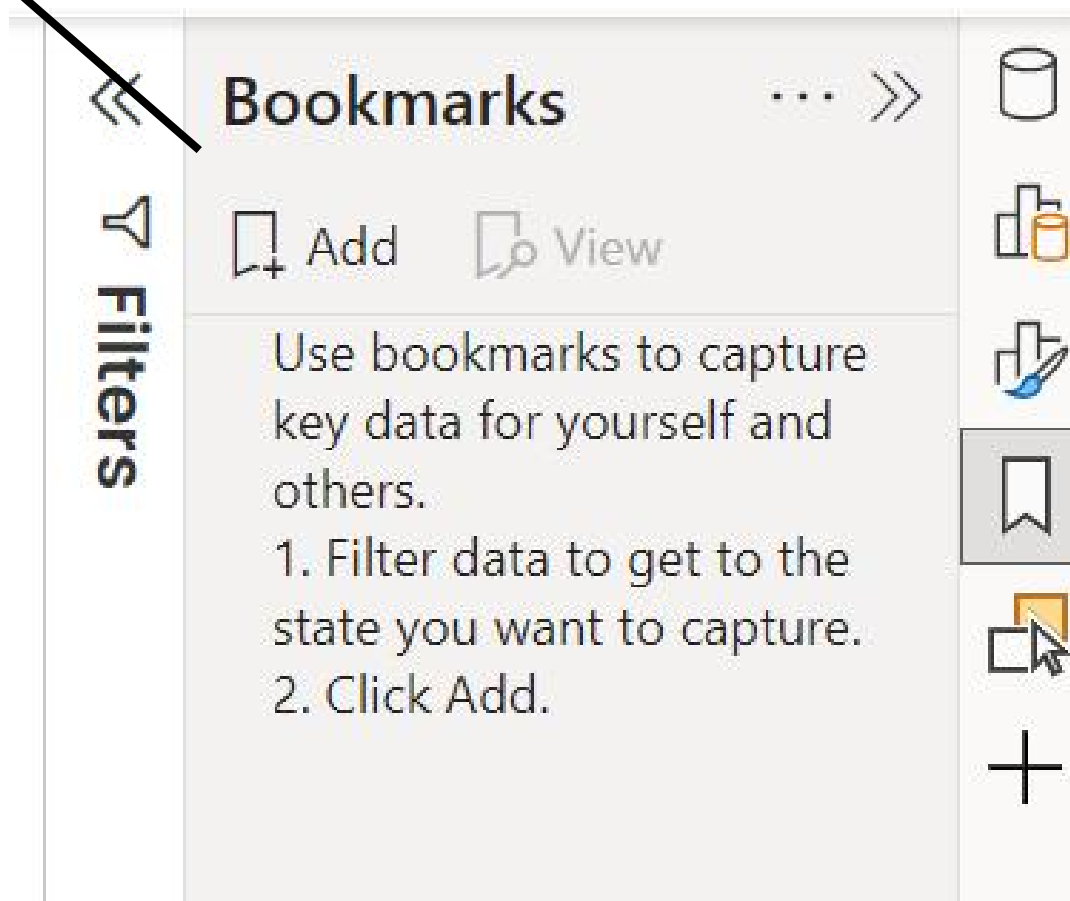 Bookmarks
Add View
Filters
Use bookmarks to capture
key data for yourself and
others.
1. Filter data to get to the
state you want to capture.
2. Click Add.